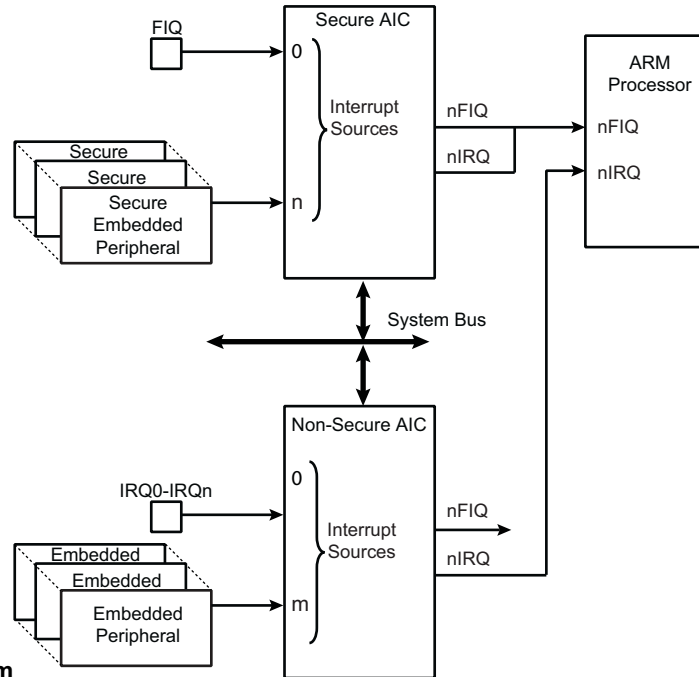 FIQ
Secure AIC
0
Interrupt
Sources
n
nFIQ
nIRQ
ARM
Processor
nFIQ
nIRQ
Secure
Secure
Secure
Embedded
Peripheral
System Bus
Non-Secure AIC
0
IRQ0-IRQn
Interrupt
Sources
m
nFIQ
nIRQ
Embedded
Embedded
Embedded
Peripheral
m